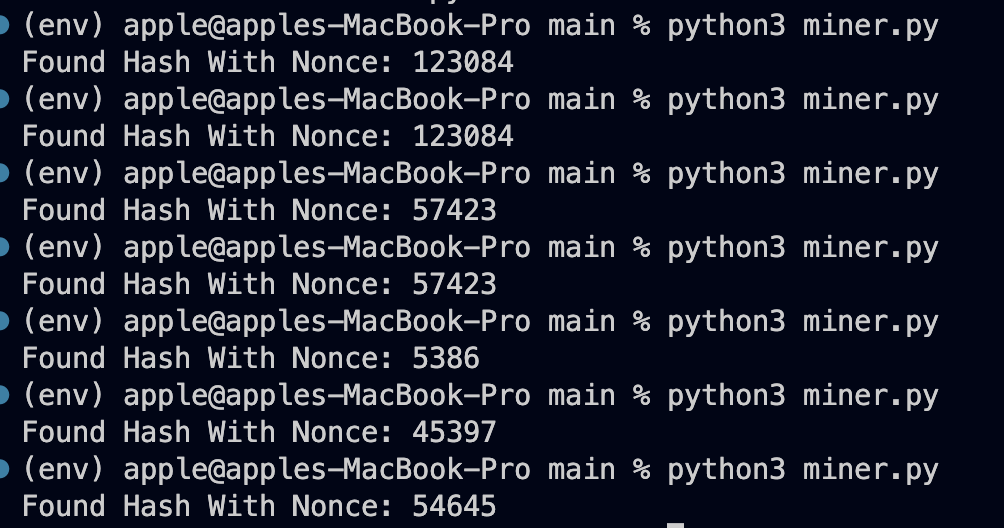 (env) apple@apples-MacBook-Pro main % python3 miner.py
Found Hash With Nonce: 123084
(env) apple@apples-MacBook-Pro main % python3 miner.py
Found Hash With Nonce: 123084
(env) apple@apples-MacBook-Pro main % python3 miner.py
Found Hash With Nonce: 57423
(env) apple@apples-MacBook-Pro main % python3 miner.py
Found Hash With Nonce: 57423
(env) apple@apples-MacBook-Pro main % python3 miner.py
Found Hash With Nonce: 5386
(env) apple@apples-MacBook-Pro main % python3 miner.py
Found Hash With Nonce: 45397
(env) apple@apples-MacBook-Pro main % python3 miner.py
Found Hash With Nonce: 54645